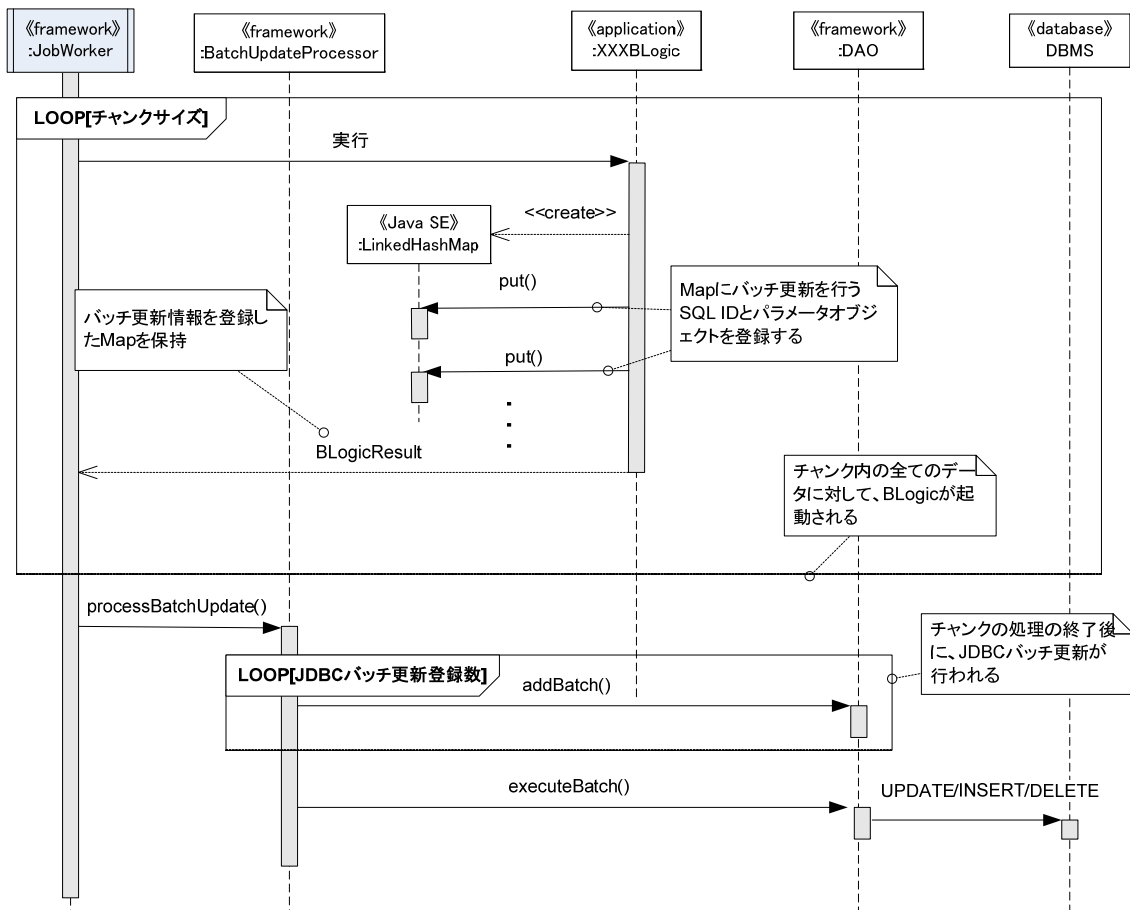 《framework》
:JobWorker
《framework》
:BatchUpdateProcessor
《application》
:XXXBLogic
《framework》
:DAO
《database》
DBMS
LOOP[チャンクサイズ]
実行
《Java SE》
:LinkedHashMap
<<create>>
put()
Mapにバッチ更新を行う
SQL IDとパラメータオブジ
ェクトを登録する
バッチ更新情報を登録し
たMapを保持
put()
BLogicResult
チャンク内の全てのデー
タに対して、BLogicが起
動される
processBatchUpdate()
チャンクの処理の終了後
に、JDBCバッチ更新が
行われる
LOOP[JDBCバッチ更新登録数]
addBatch()
executeBatch()
UPDATE/INSERT/DELETE